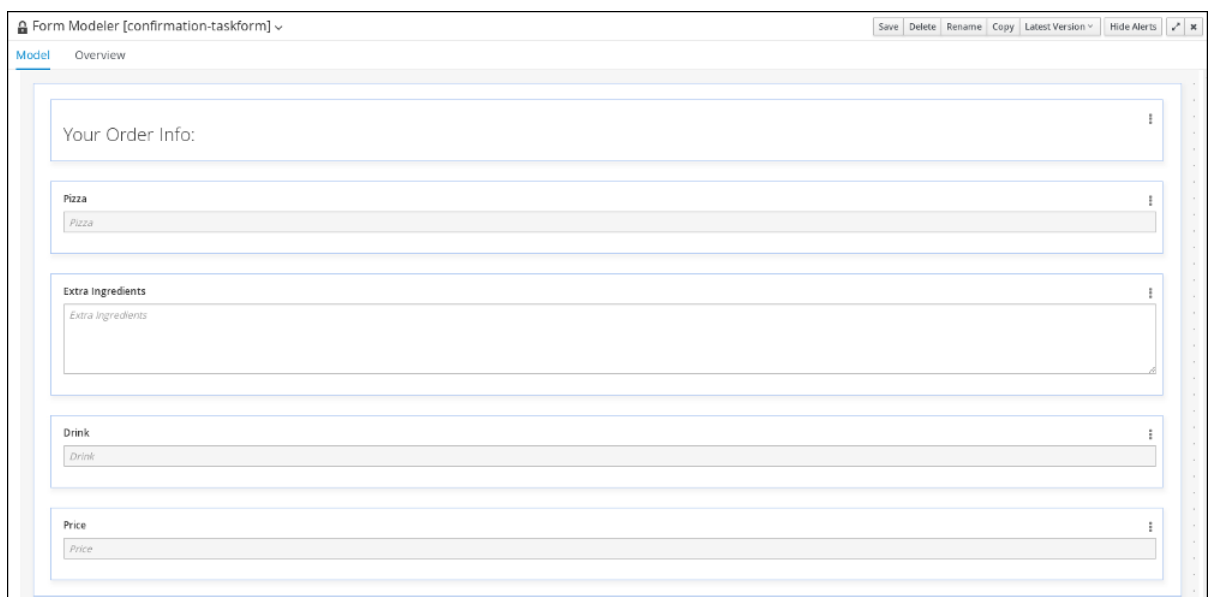 Form Modeler [confirmation-taskform]
Save Delete Rename Copy Latest Version Hide Alerts
Model Overview
Your Order Info:
Pizza
Pizza
Extra Ingredients
Extra Ingredients
Drink
Drink
Price
Price